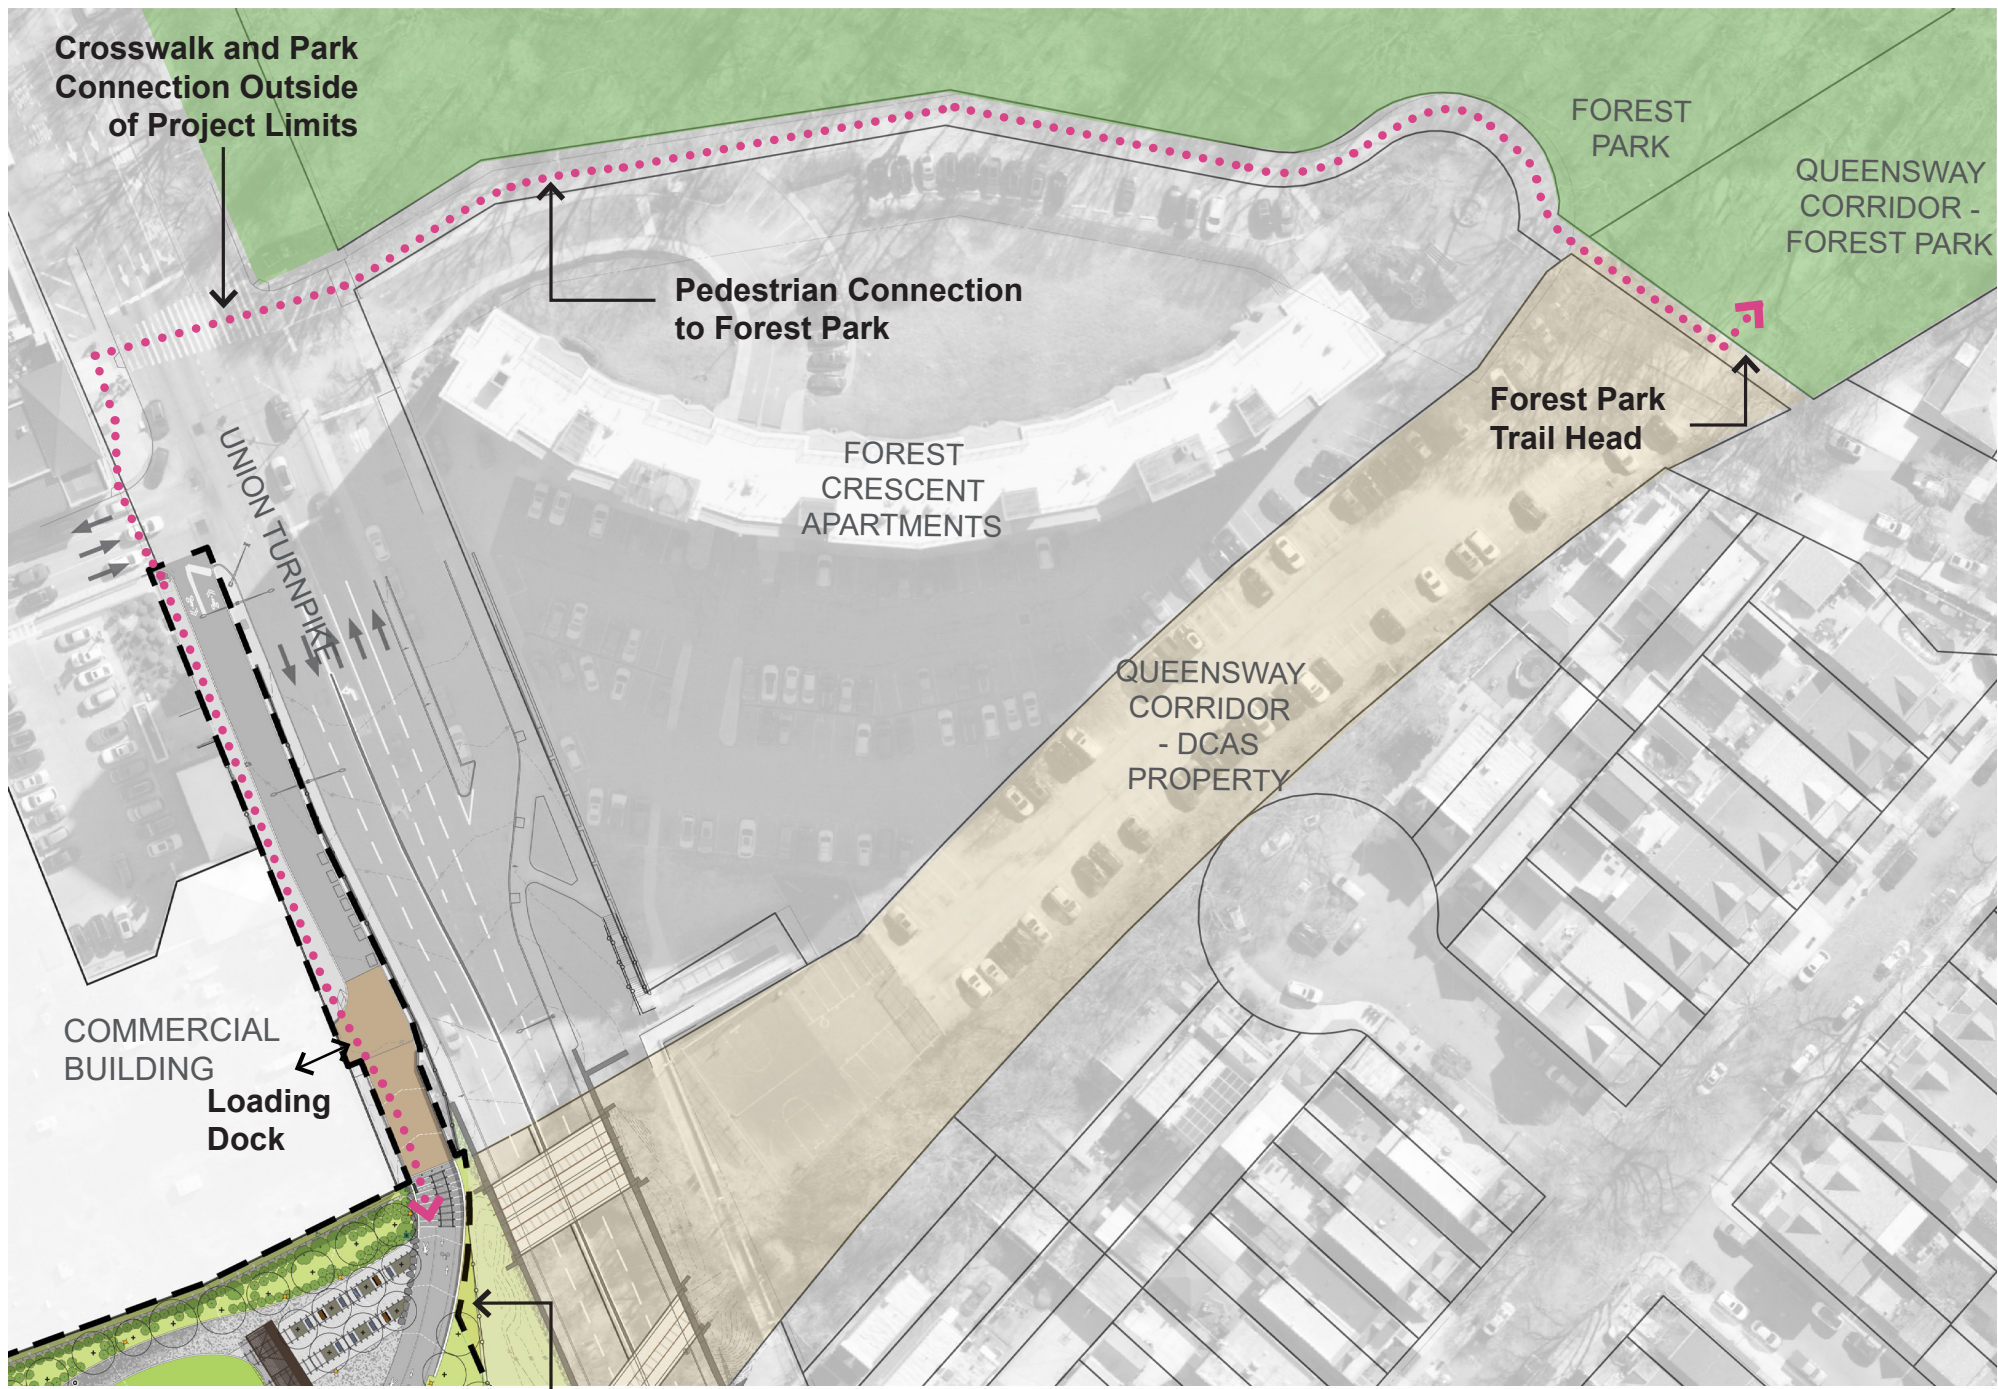 Crosswalk and Park
Connection Outside
of Project Limits
FOREST
PARK
QUEENSWAY
CORRIDOR -
FOREST PARK
Pedestrian Connection
to Forest Park
Forest Park
Trail Head
UNION TURNPIKE
FOREST
CRESCENT
APARTMENTS
QUEENSWAY
CORRIDOR
- DCAS
PROPERTY
COMMERCIAL
BUILDING
Loading
Dock